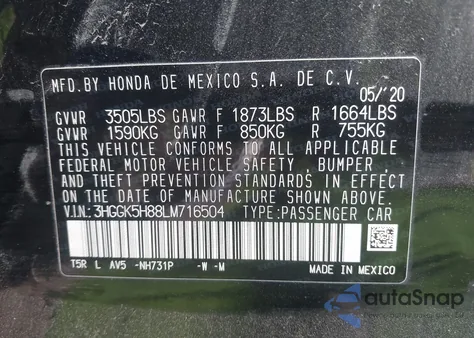 MFD.BY HONDA DE MEXICO S.A. DE C.V.
05/'20
GVWR 3505LBS GAWR F 1873LBS R 1664LBS
GVWR 1590KG GAWR F 850KG R 755KG
THIS VEHICLE CONFORMS TO ALL APPLICABLE
FEDERAL MOTOR VEHICLE SAFETY , BUMPER ,
AND THEFT PREVENTION STANDARDS IN EFFECT
ON THE DATE OF MANUFACTURE SHOWN ABOVE.
V.I.N.: 3HGGK5H88LM716504 TYPE:PASSENGER CAR
T5R L AV5 -NH731P -W -M
MADE IN MEXICO
autoSnap